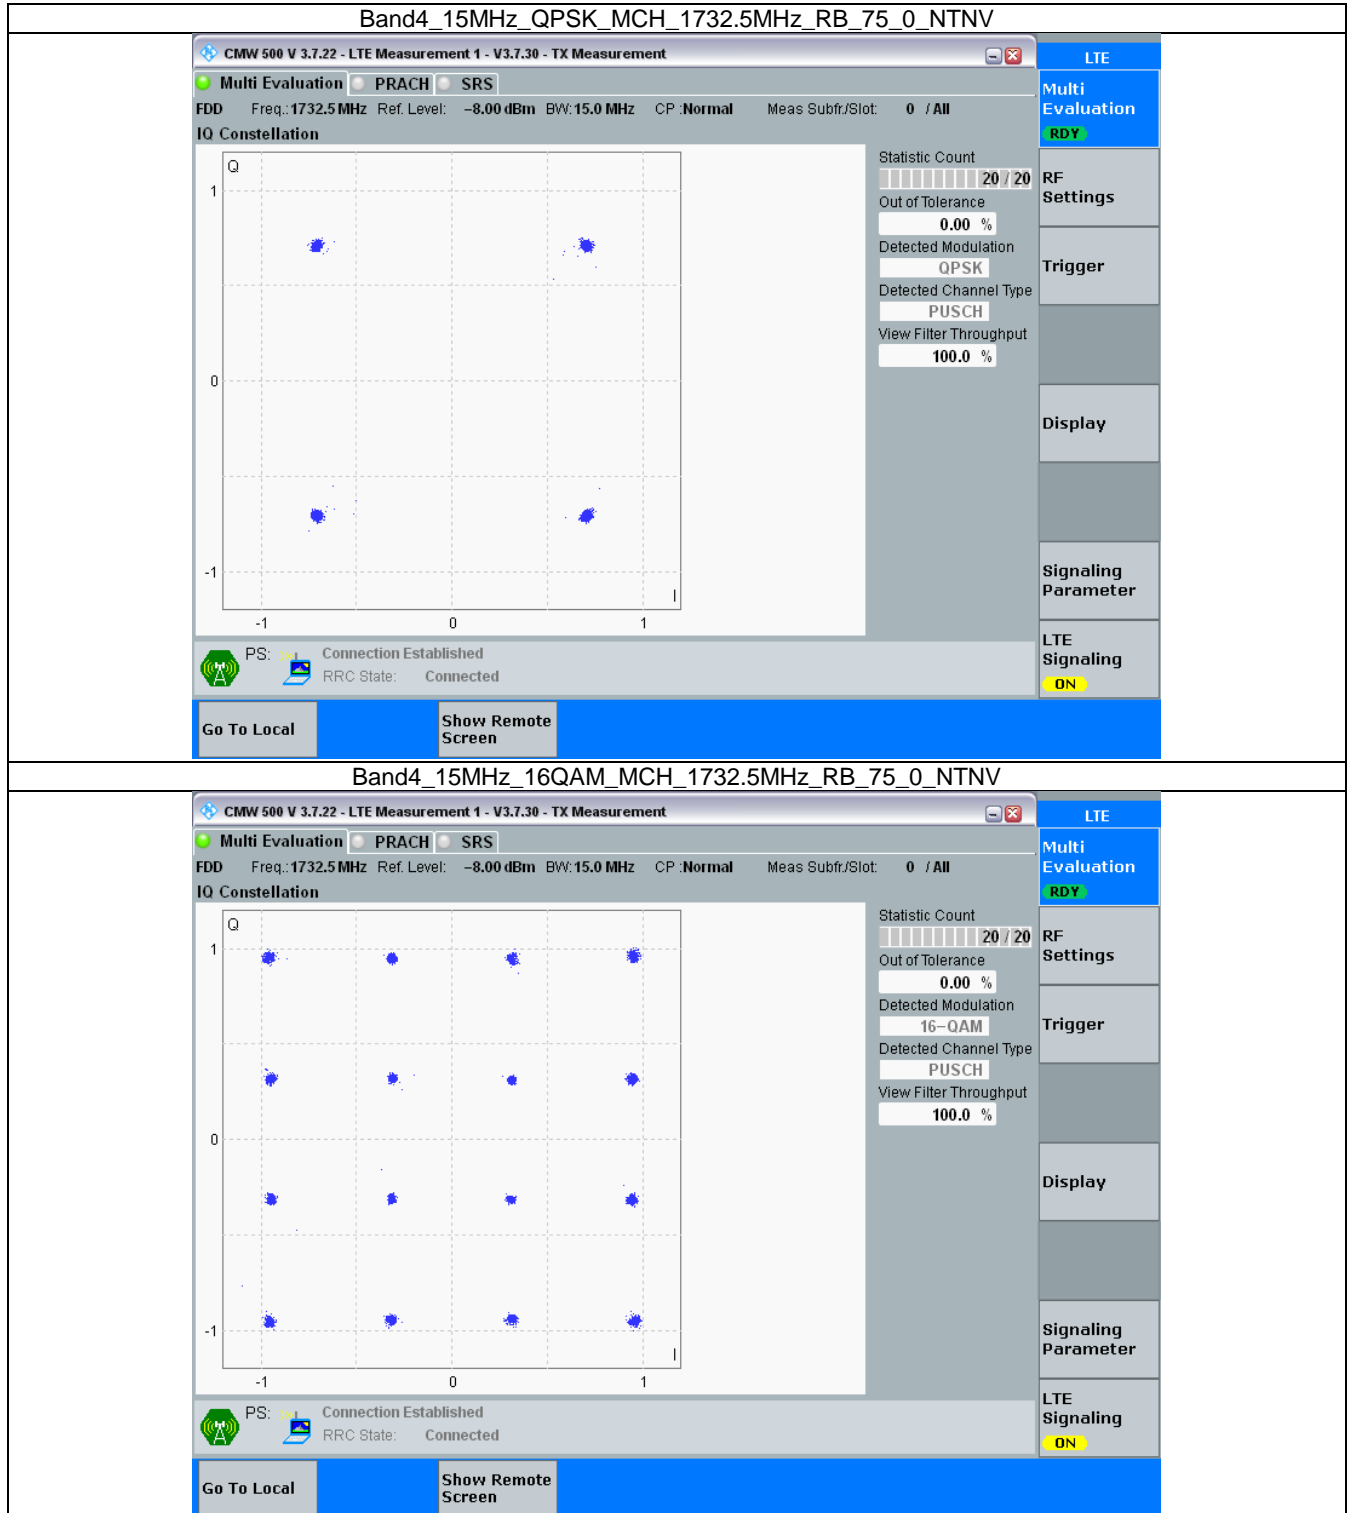 Band4_15MHz_QPSK_MCH_1732.5MHz_RB_75_0_NTNV
CMW 500 V 3.7.22 - LTE Measurement 1 - V3.7.30 - TX Measurement
LTE
Multi Evaluation PRACH SRS
Multi
Evaluation
RDY
FDD Freq.: 1732.5 MHz Ref. Level: −8.00 dBm BW: 15.0 MHz CP : Normal Meas Subfr./Slot: 0 / All
IQ Constellation
Q
1
0
-1
I
-1 0 1
Statistic Count
20 / 20
Out of Tolerance
0.00 %
Detected Modulation
QPSK
Detected Channel Type
PUSCH
View Filter Throughput
100.0 %
RF
Settings
Trigger
Display
Signaling
Parameter
LTE
Signaling
ON
PS: Connection Established
RRC State: Connected
Go To Local
Show Remote
Screen
Band4_15MHz_16QAM_MCH_1732.5MHz_RB_75_0_NTNV
CMW 500 V 3.7.22 - LTE Measurement 1 - V3.7.30 - TX Measurement
LTE
Multi Evaluation PRACH SRS
Multi
Evaluation
RDY
FDD Freq.: 1732.5 MHz Ref. Level: −8.00 dBm BW: 15.0 MHz CP : Normal Meas Subfr./Slot: 0 / All
IQ Constellation
Q
1
0
-1
I
-1 0 1
Statistic Count
20 / 20
Out of Tolerance
0.00 %
Detected Modulation
16−QAM
Detected Channel Type
PUSCH
View Filter Throughput
100.0 %
RF
Settings
Trigger
Display
Signaling
Parameter
LTE
Signaling
ON
PS: Connection Established
RRC State: Connected
Go To Local
Show Remote
Screen